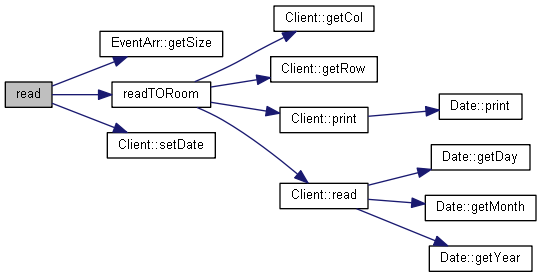 read
EventArr::getSize
readTORoom
Client::setDate
Client::getCol
Client::getRow
Client::print
Client::read
Date::print
Date::getDay
Date::getMonth
Date::getYear